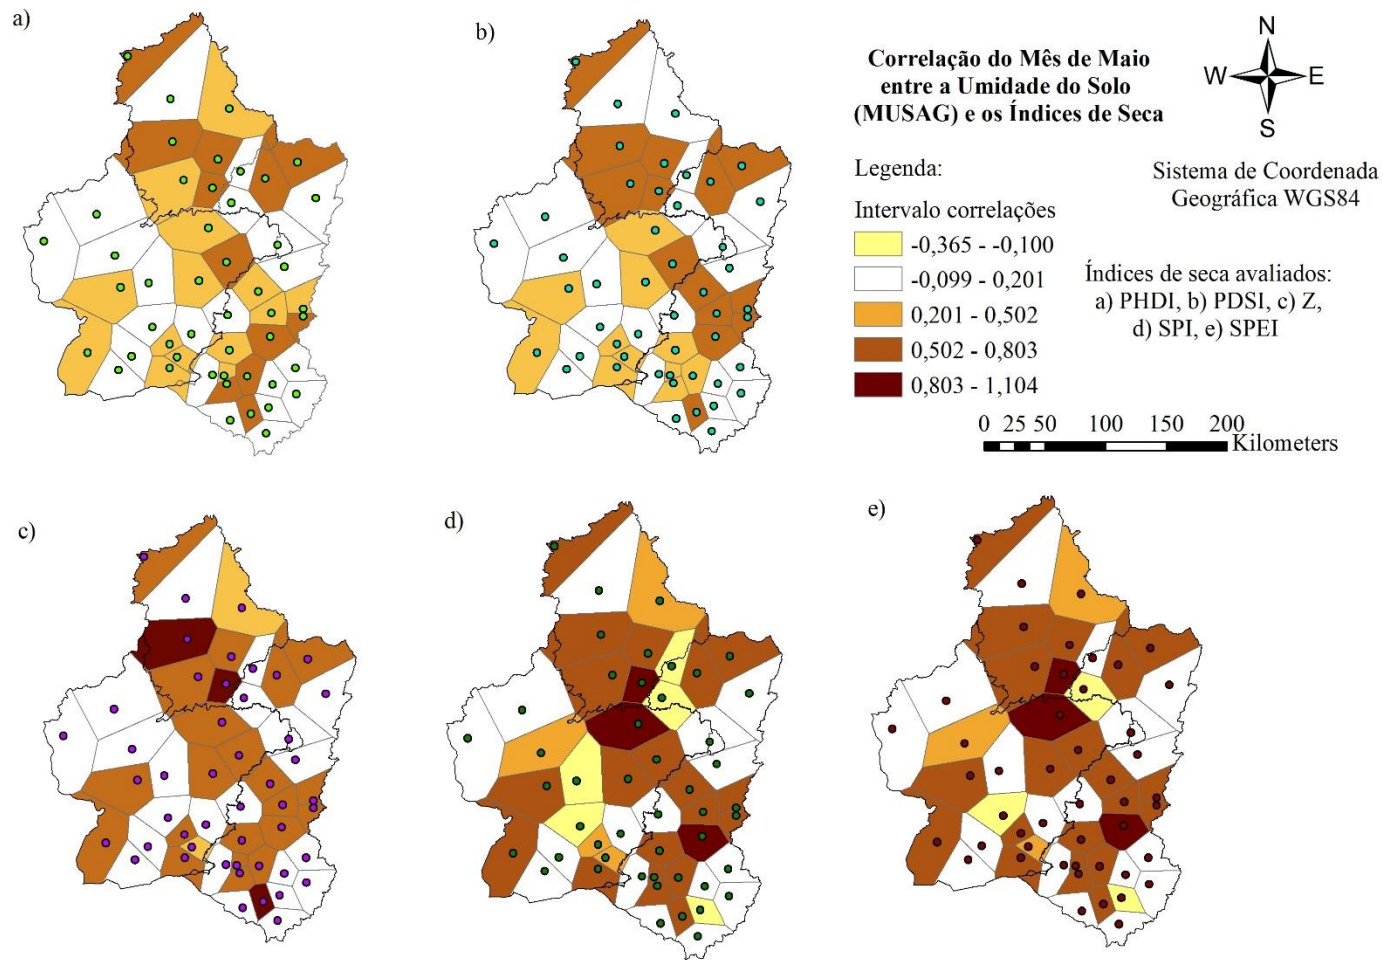 a)
b)
Correlação do Mês de Maio
entre a Umidade do Solo
(MUSAG) e os Índices de Seca
N
W
E
S
Legenda:
Sistema de Coordenada
Geográfica WGS84
Intervalo correlações
-0,365 - -0,100
-0,099 - 0,201
0,201 - 0,502
0,502 - 0,803
0,803 - 1,104
Índices de seca avaliados:
a) PHDI, b) PDSI, c) Z,
d) SPI, e) SPEI
0 25 50 100 150 200
Kilometers
c)
d)
e)